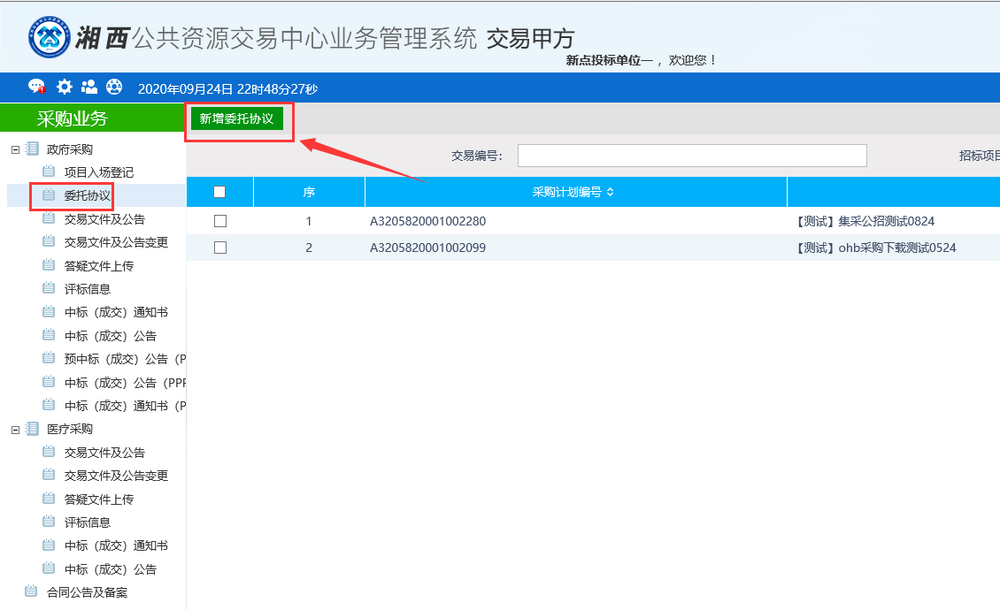 湘西公共资源交易中心业务管理系统 交易甲方
新点投标单位一，欢迎您！
2020年09月24日 22时48分27秒
采购业务
新增委托协议
政府采购
项目入场登记
委托协议
交易文件及公告
交易文件及公告变更
答疑文件上传
评标信息
中标（成交）通知书
中标（成交）公告
预中标（成交）公告（P
中标（成交）公告（PPP
中标（成交）通知书（P
医疗采购
交易文件及公告
交易文件及公告变更
答疑文件上传
评标信息
中标（成交）通知书
中标（成交）公告
合同公告及备案
交易编号： 招标项目
序 采购计划编号
1 A3205820001002280 【测试】集采公招测试0824
2 A3205820001002099 【测试】ohb采购下载测试0524